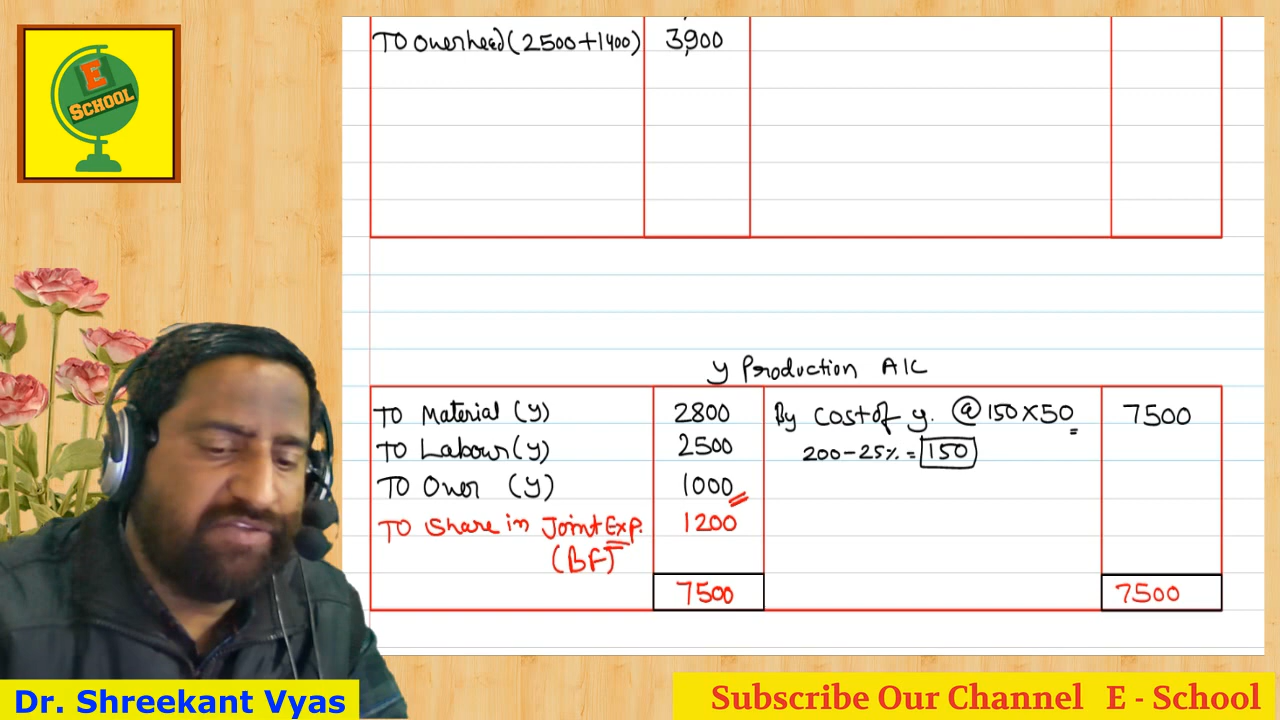 E
SCHOOL
TO Overhead (2500+1400) 3,900
y Production A/C
TO Material (y) 2800 By Cost of y. @ 150 X 50 7500
TO Labour (y) 2500 200 - 25% = 150
TO Over (y) 1000
TO Share in Joint Exp. 1200
(BF)
7500 7500
Dr. Shreekant Vyas
Subscribe Our Channel E - School